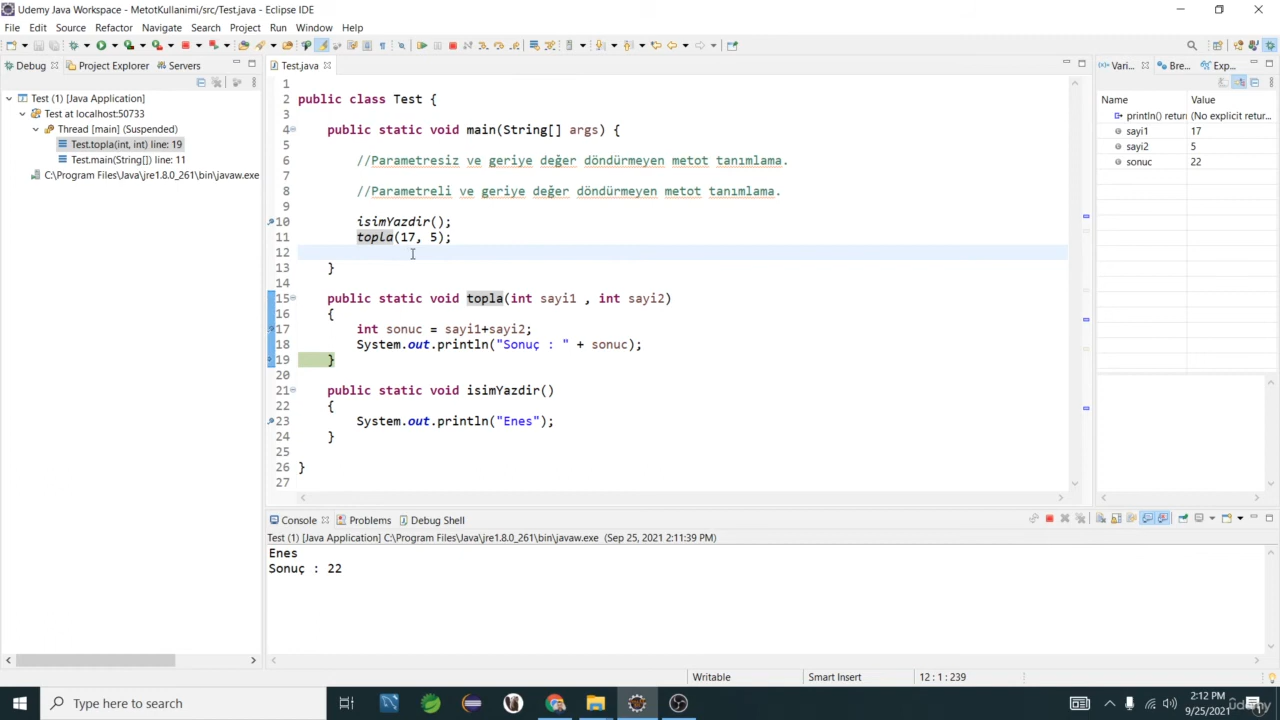 Udemy Java Workspace - MetotKullanimi/src/Test.java - Eclipse IDE
File Edit Source Refactor Navigate Search Project Run Window Help
Debug Project Explorer Servers
Test (1) [Java Application]
Test at localhost:50733
Thread [main] (Suspended)
Test.topla(int, int) line: 19
Test.main(String[]) line: 11
C:\Program Files\Java\jre1.8.0_261\bin\javaw.exe
Test.java
1
2 public class Test {
3
4 public static void main(String[] args) {
5
6 //Parametresiz ve geriye değer döndürmeyen metot tanımlama.
7
8 //Parametreli ve geriye değer döndürmeyen metot tanımlama.
9
10 isimYazdir();
11 topla(17, 5);
12
13 }
14
15 public static void topla(int sayi1 , int sayi2)
16 {
17 int sonuc = sayi1+sayi2;
18 System.out.println("Sonuç : " + sonuc);
19 }
20
21 public static void isimYazdir()
22 {
23 System.out.println("Enes");
24 }
25
26 }
27
Vari... Bre... Exp...
Name Value
println() return (No explicit retur...
sayi1 17
sayi2 5
sonuc 22
Console Problems Debug Shell
Test (1) [Java Application] C:\Program Files\Java\jre1.8.0_261\bin\javaw.exe (Sep 25, 2021 2:11:39 PM)
Enes
Sonuç : 22
Writable Smart Insert 12 : 1 : 239
Type here to search
2:12 PM
9/25/2021
Udemy